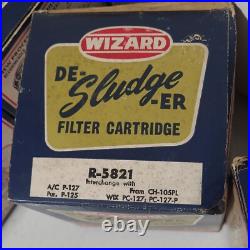 WIZARD
DE-
Sludge
-ER
FILTER CARTRIDGE
R-5821
Interchange with
A/C P-127 Fram CH-105PL
Pur. P-125 WIX PC-127, PC-127-P